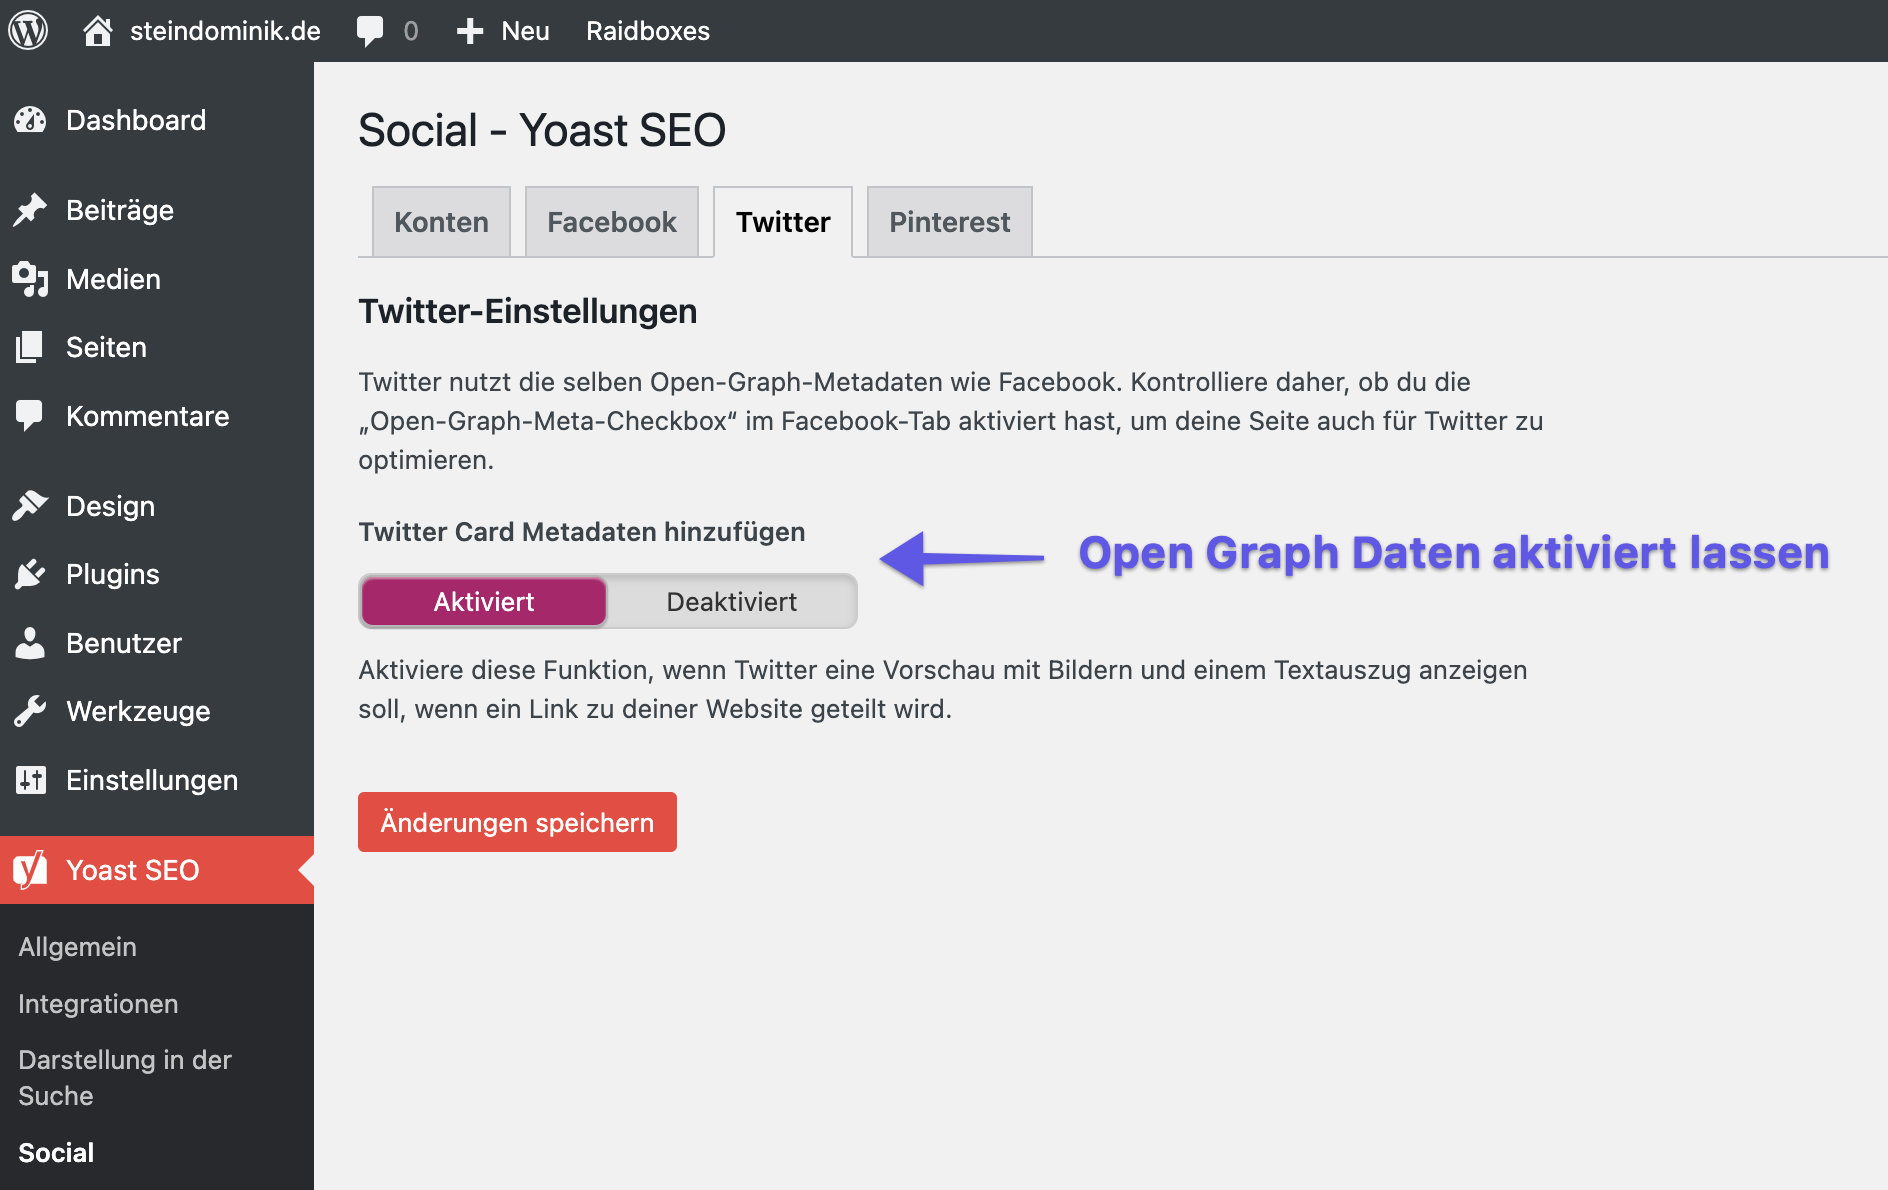 steindominik.de 0 Neu Raidboxes
Dashboard
Beiträge
Medien
Seiten
Kommentare
Design
Plugins
Benutzer
Werkzeuge
Einstellungen
Yoast SEO
Allgemein
Integrationen
Darstellung in der
Suche
Social
Social - Yoast SEO
Konten Facebook Twitter Pinterest
Twitter-Einstellungen
Twitter nutzt die selben Open-Graph-Metadaten wie Facebook. Kontrolliere daher, ob du die
„Open-Graph-Meta-Checkbox“ im Facebook-Tab aktiviert hast, um deine Seite auch für Twitter zu
optimieren.
Twitter Card Metadaten hinzufügen
Open Graph Daten aktiviert lassen
Aktiviert Deaktiviert
Aktiviere diese Funktion, wenn Twitter eine Vorschau mit Bildern und einem Textauszug anzeigen
soll, wenn ein Link zu deiner Website geteilt wird.
Änderungen speichern